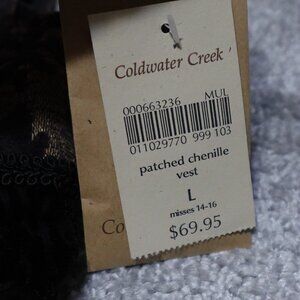 Coldwater Creek
000663236 MUL
011029770 999 103
patched chenille
vest
L
misses 14-16
$69.95
Co